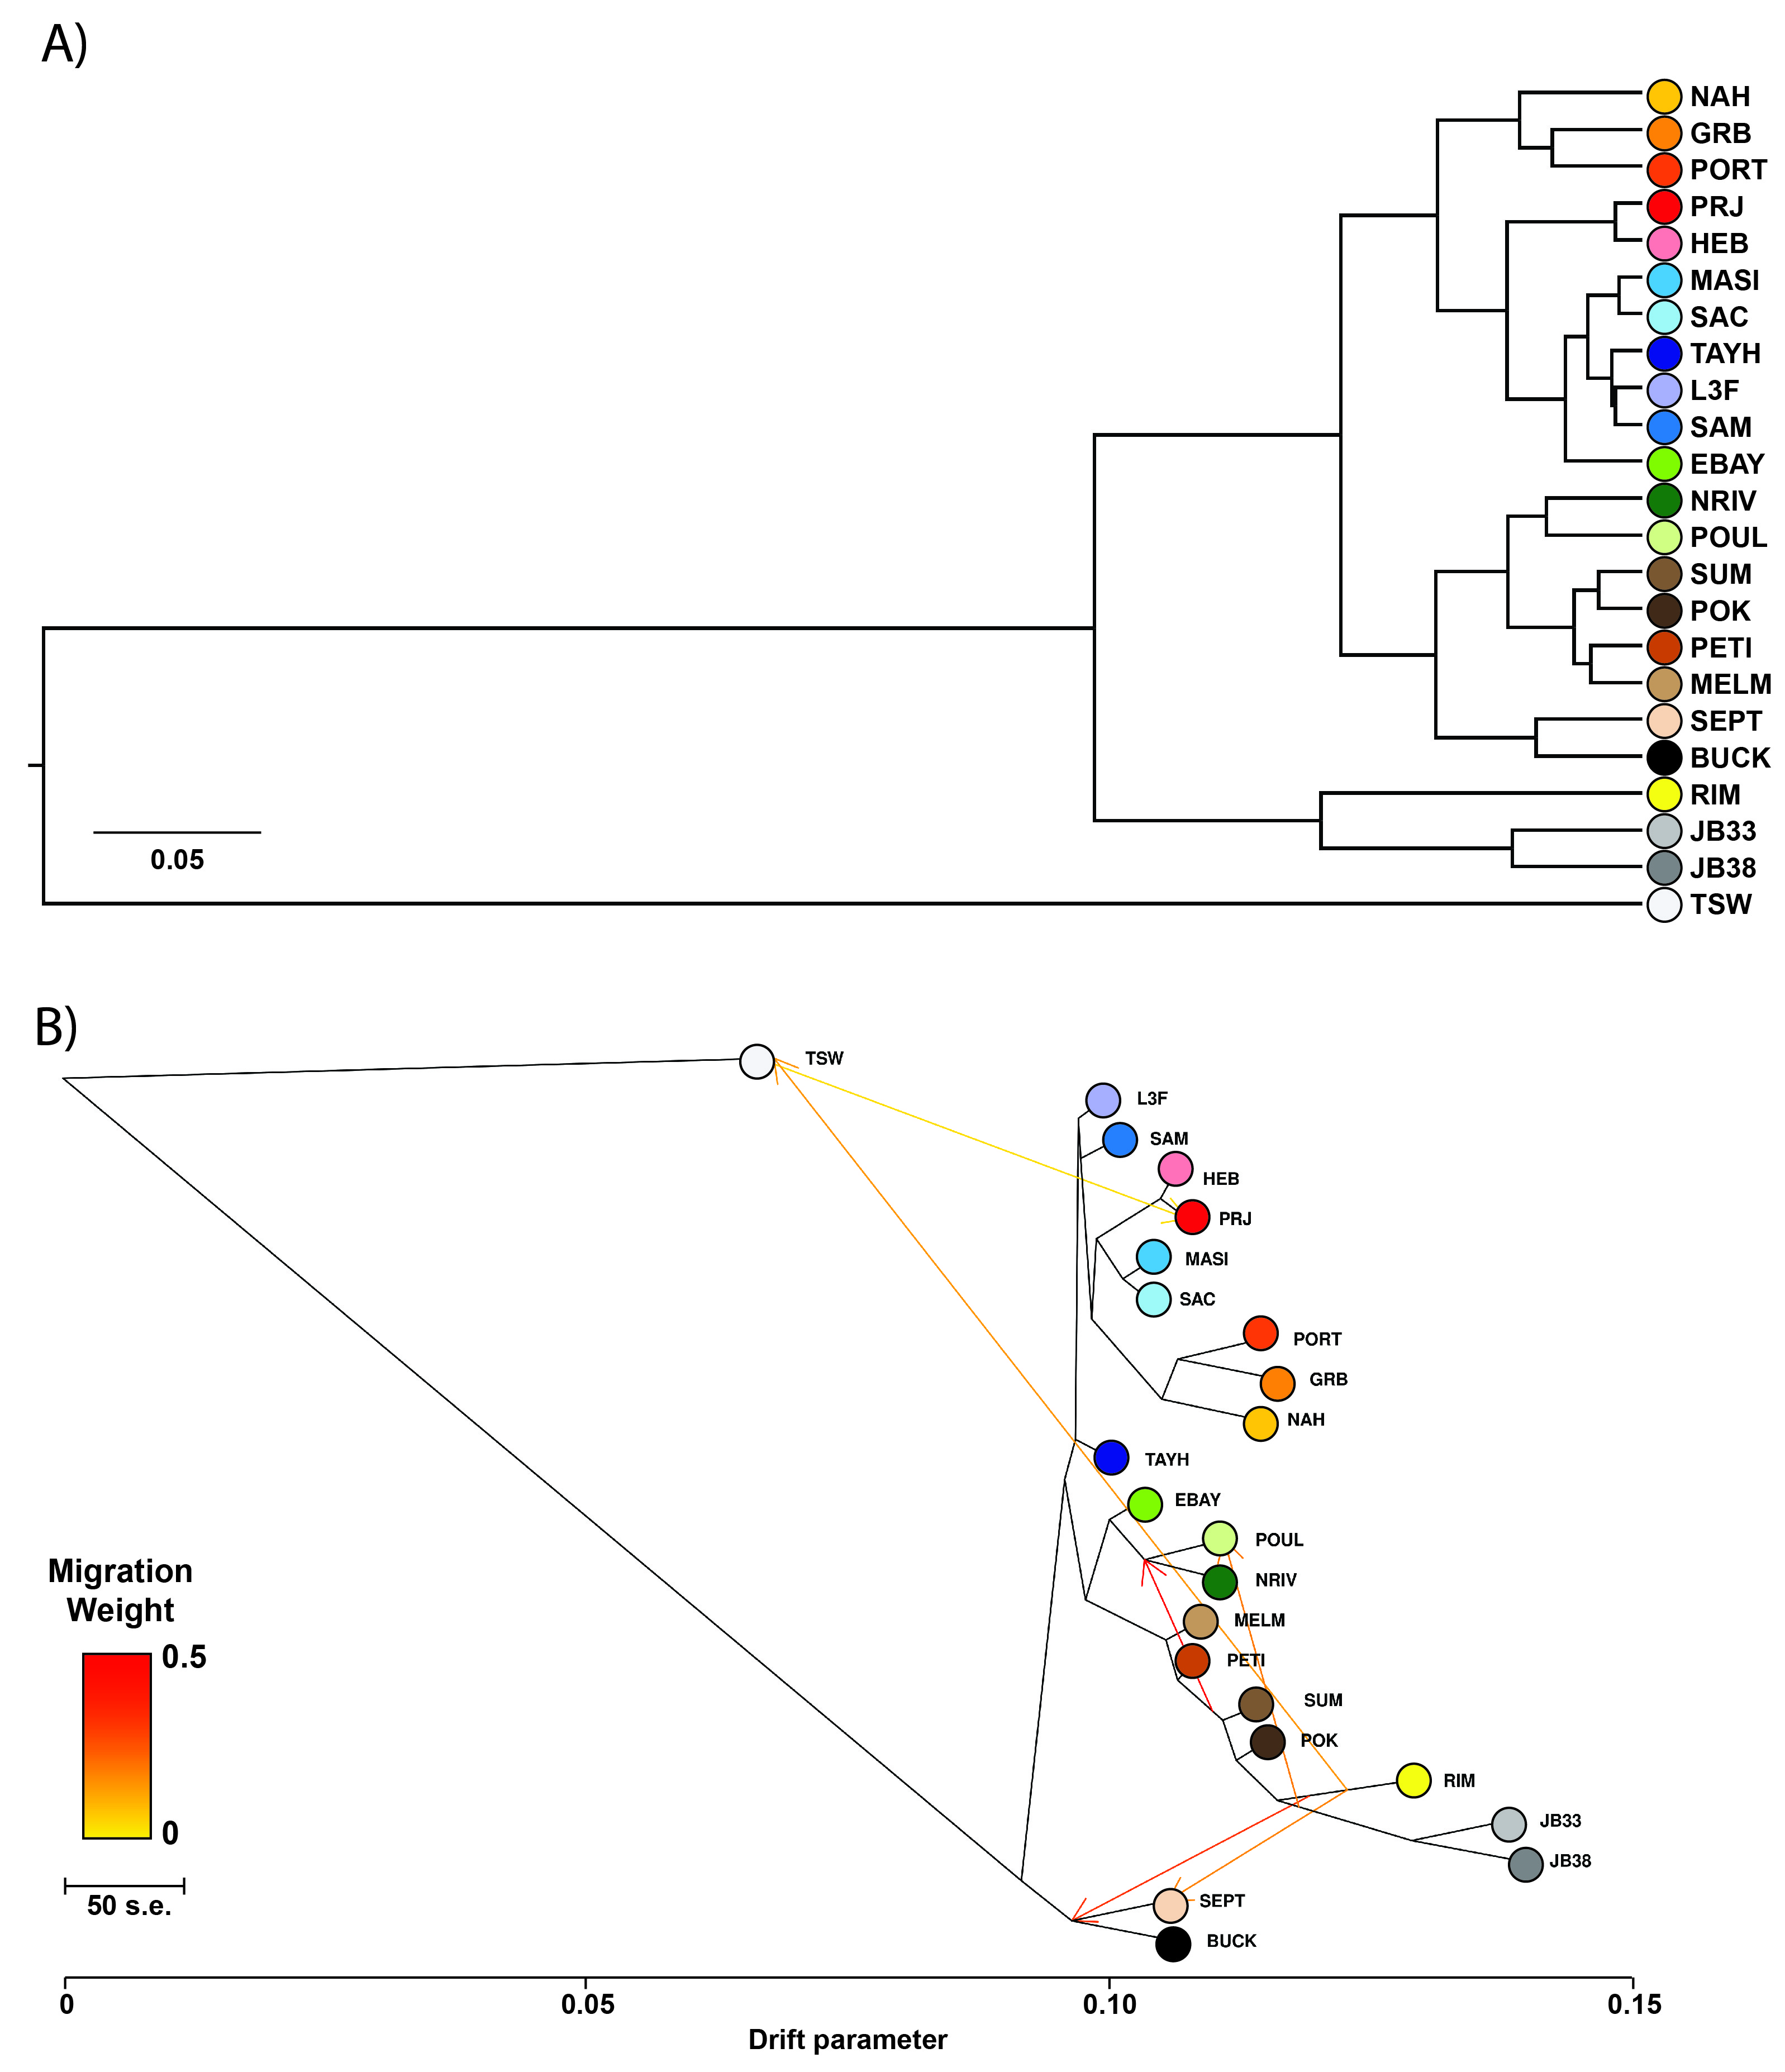 A)
NAH
GRB
PORT
PRJ
HEB
MASI
SAC
TAYH
L3F
SAM
EBAY
NRIV
POUL
SUM
POK
PETI
MELM
SEPT
BUCK
RIM
JB33
JB38
TSW
0.05
B)
TSW
L3F
SAM
HEB
PRJ
MASI
SAC
PORT
GRB
NAH
TAYH
EBAY
POUL
NRIV
MELM
PETI
SUM
POK
RIM
JB33
JB38
SEPT
BUCK
Migration
Weight
0.5
0
50 s.e.
0 0.05 0.10 0.15
Drift parameter